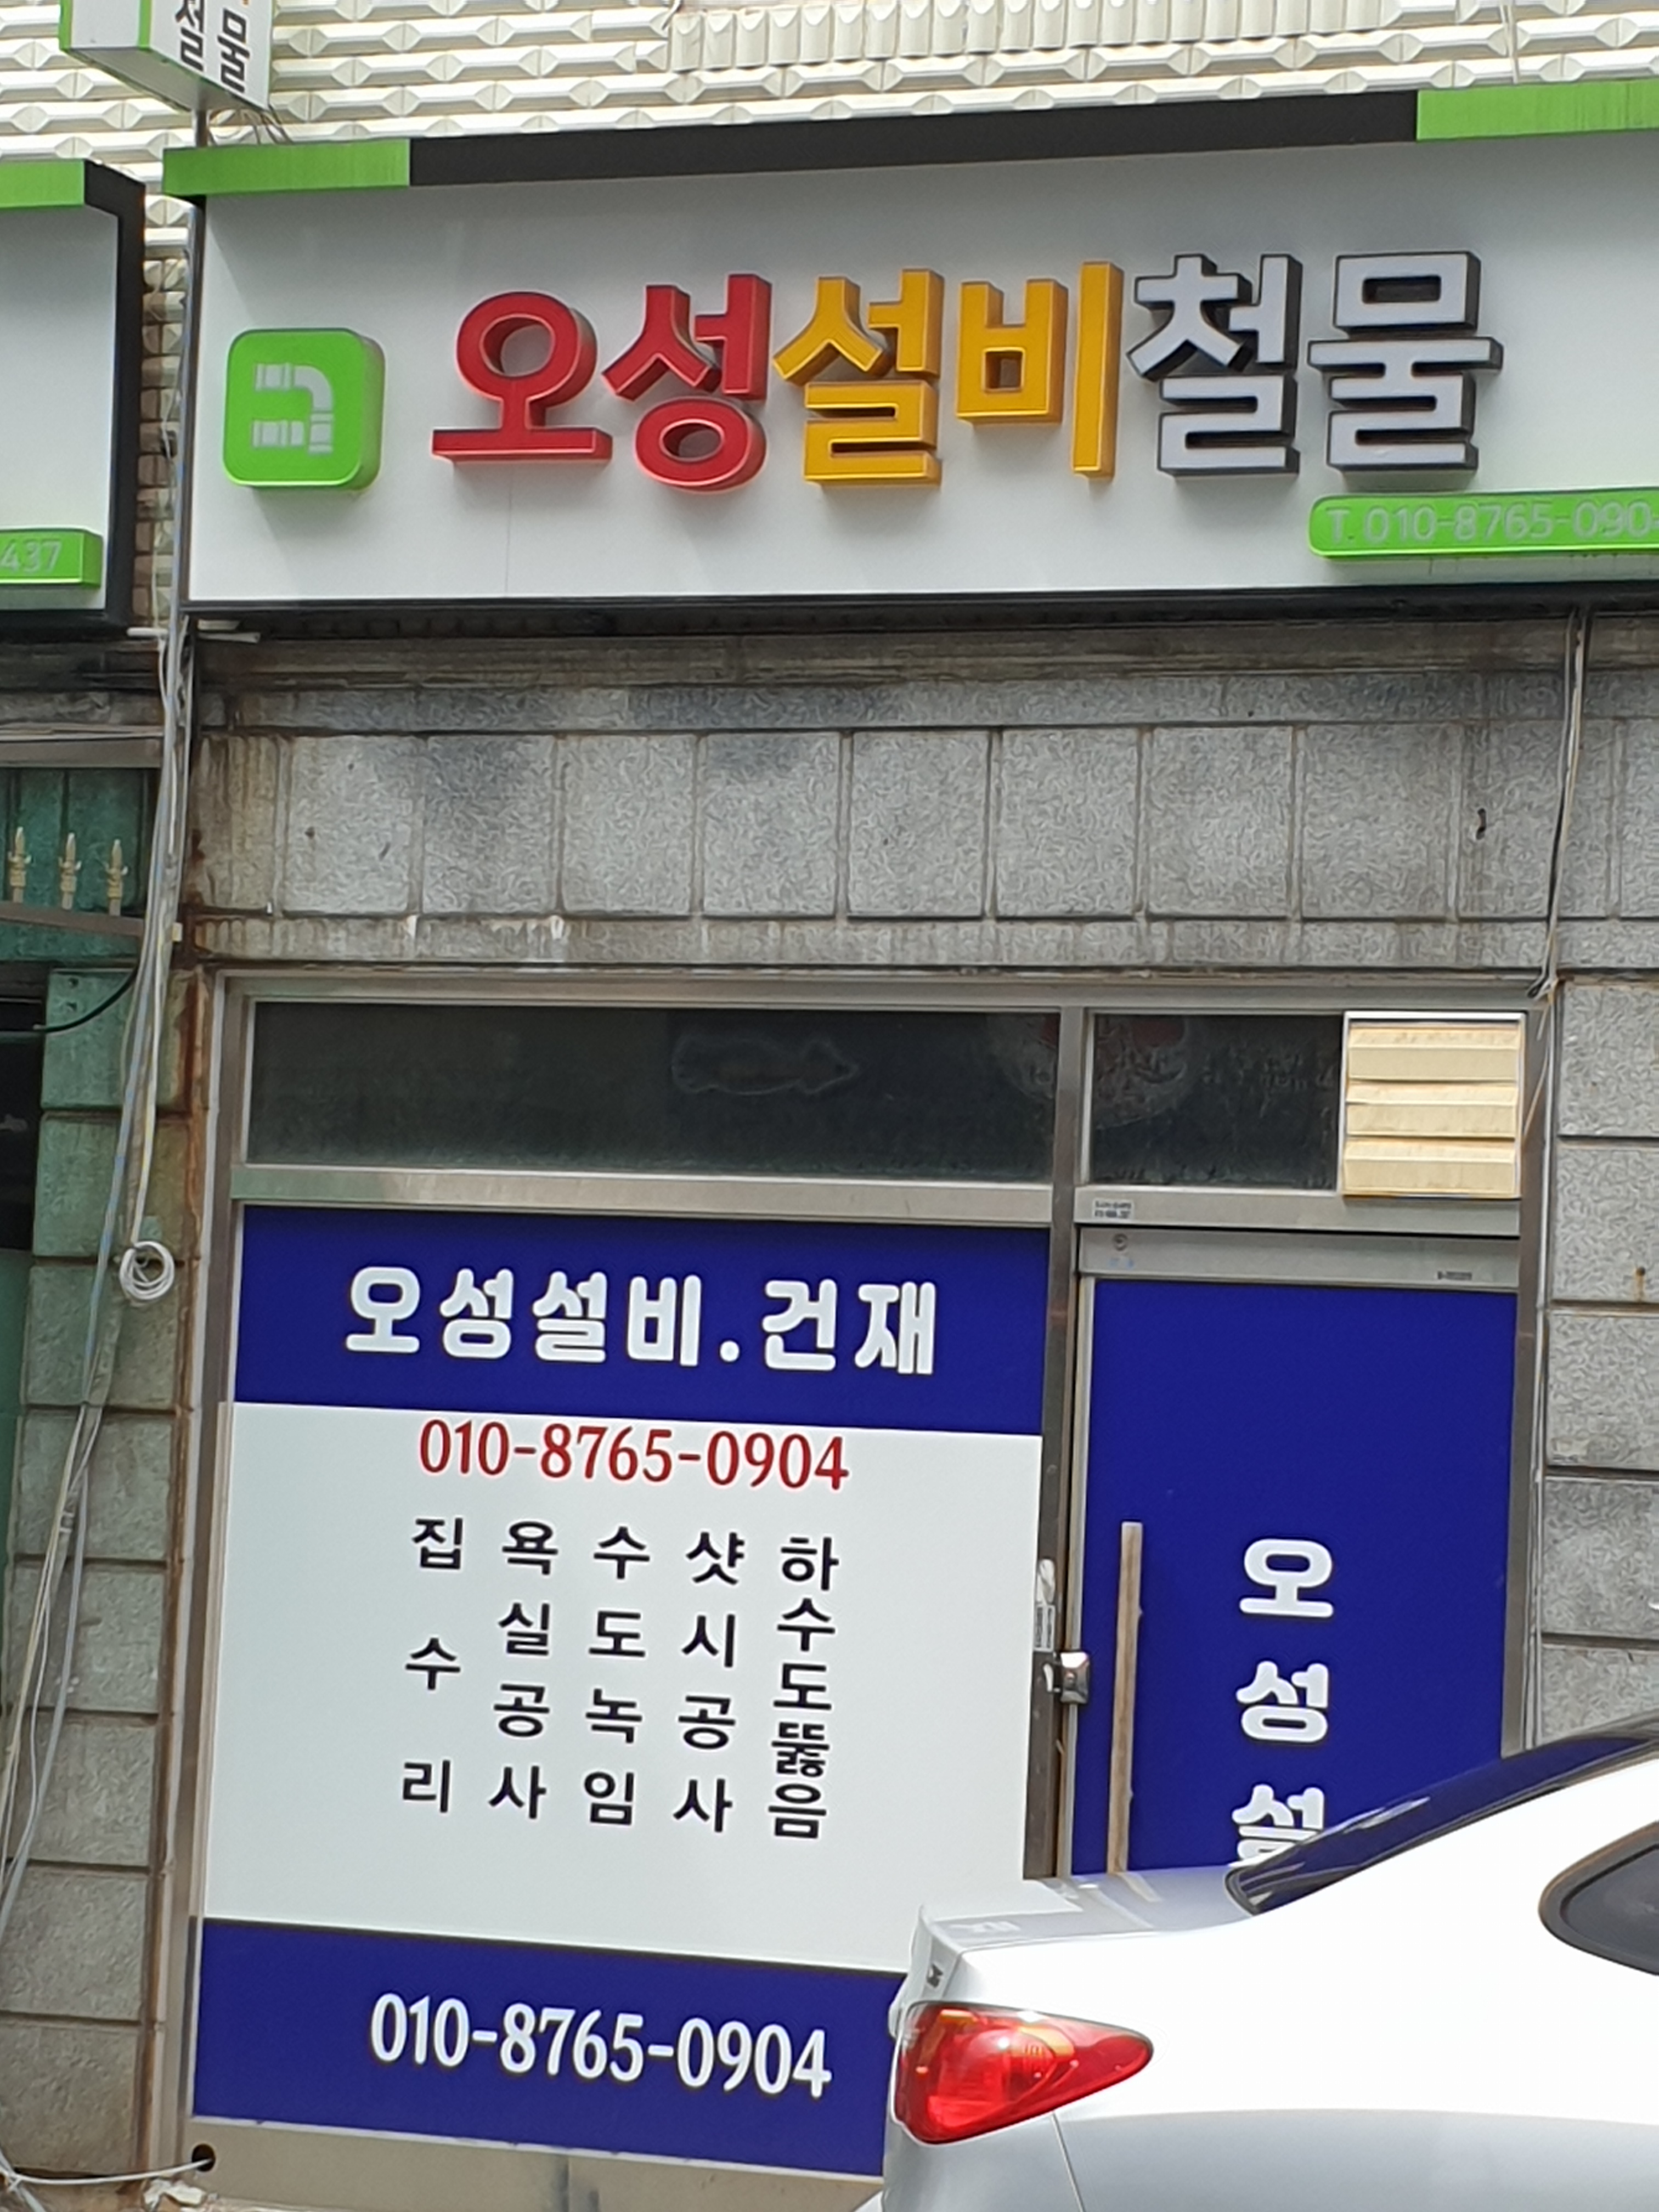 철물
오성설비철물
T. 010-8765-090
437
오성설비.건재
010-8765-0904
집수리
욕실공사
수도녹임
샷시공사
하수도뚫음
010-8765-0904
오성설